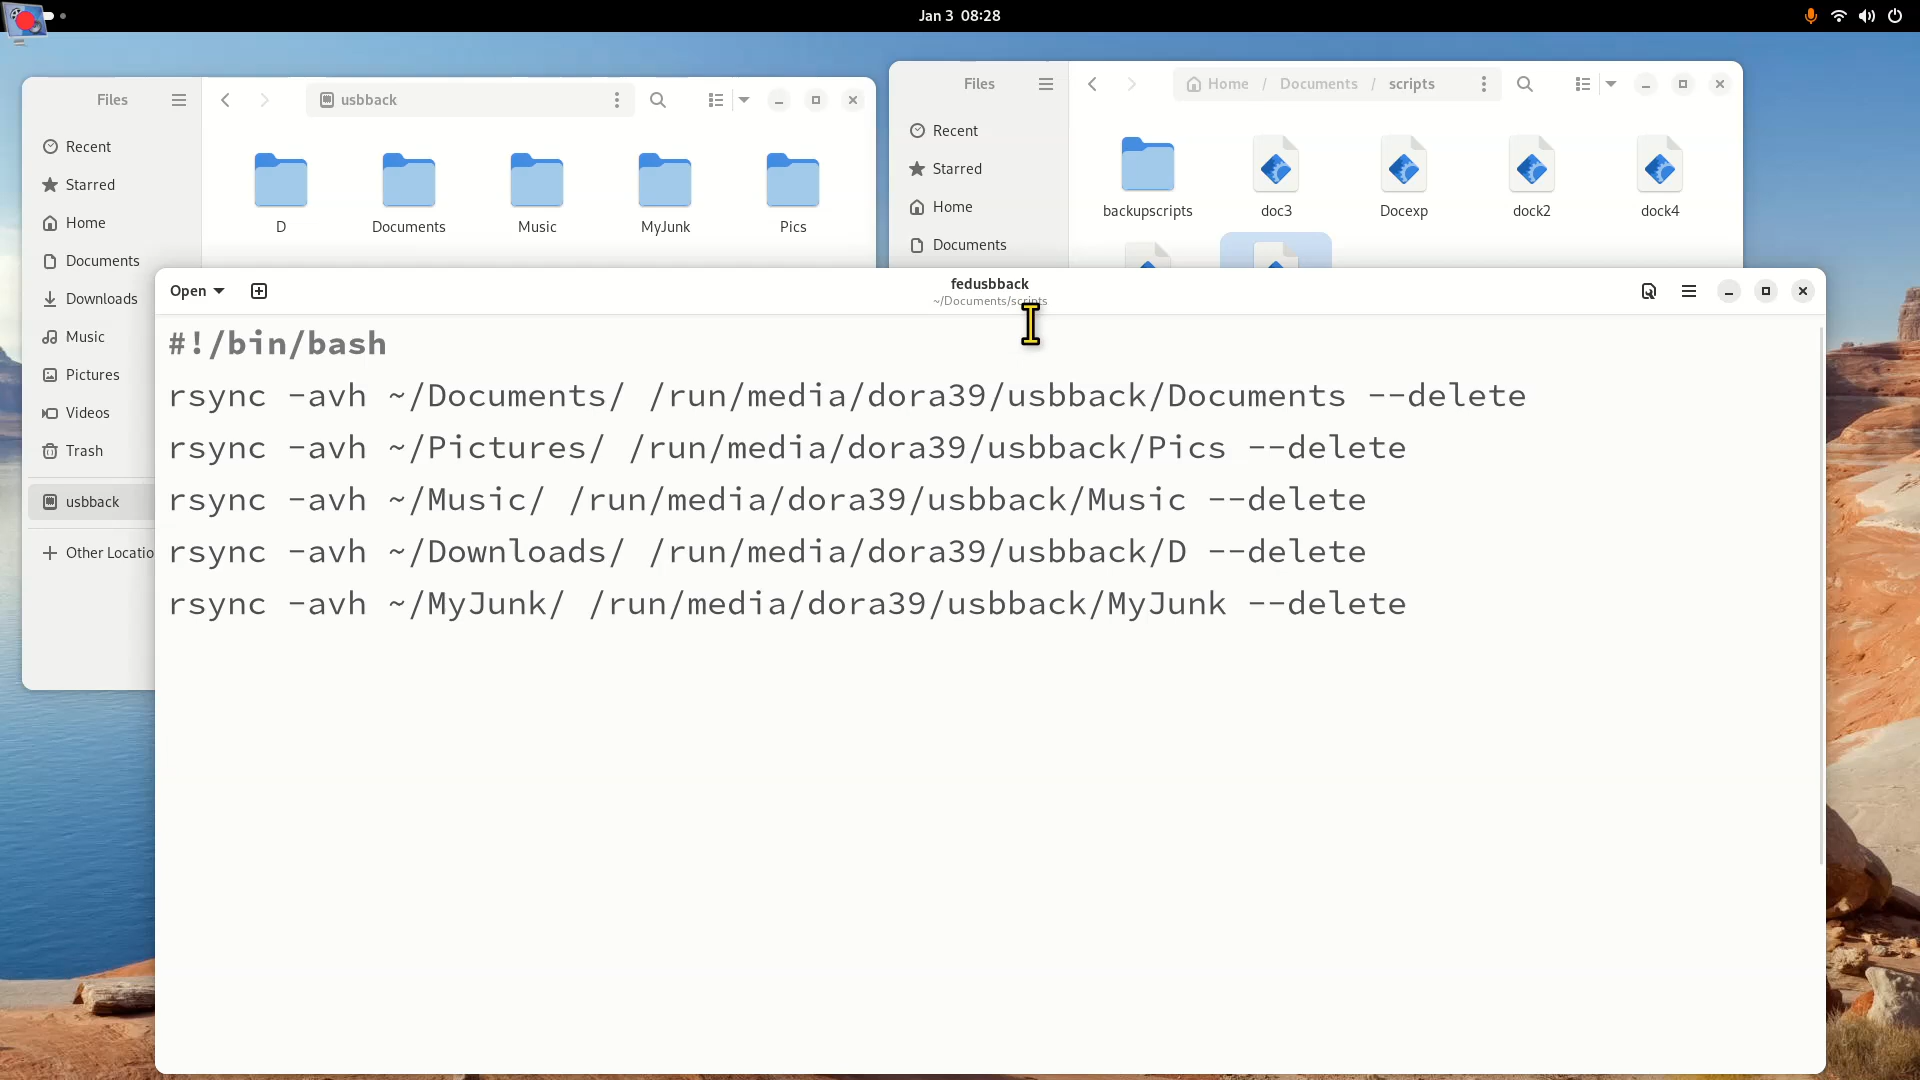 Jan 3 08:28
Files
usbback
Recent
Starred
Home
Documents
Downloads
Music
Pictures
Videos
Trash
usbback
Other Locatio
D
Documents
Music
MyJunk
Pics
Files
Home / Documents / scripts
Recent
Starred
Home
Documents
backupscripts
doc3
Docexp
dock2
dock4
Open
fedusbback
~/Documents/scripts
#!/bin/bash
rsync -avh ~/Documents/ /run/media/dora39/usbback/Documents --delete
rsync -avh ~/Pictures/ /run/media/dora39/usbback/Pics --delete
rsync -avh ~/Music/ /run/media/dora39/usbback/Music --delete
rsync -avh ~/Downloads/ /run/media/dora39/usbback/D --delete
rsync -avh ~/MyJunk/ /run/media/dora39/usbback/MyJunk --delete